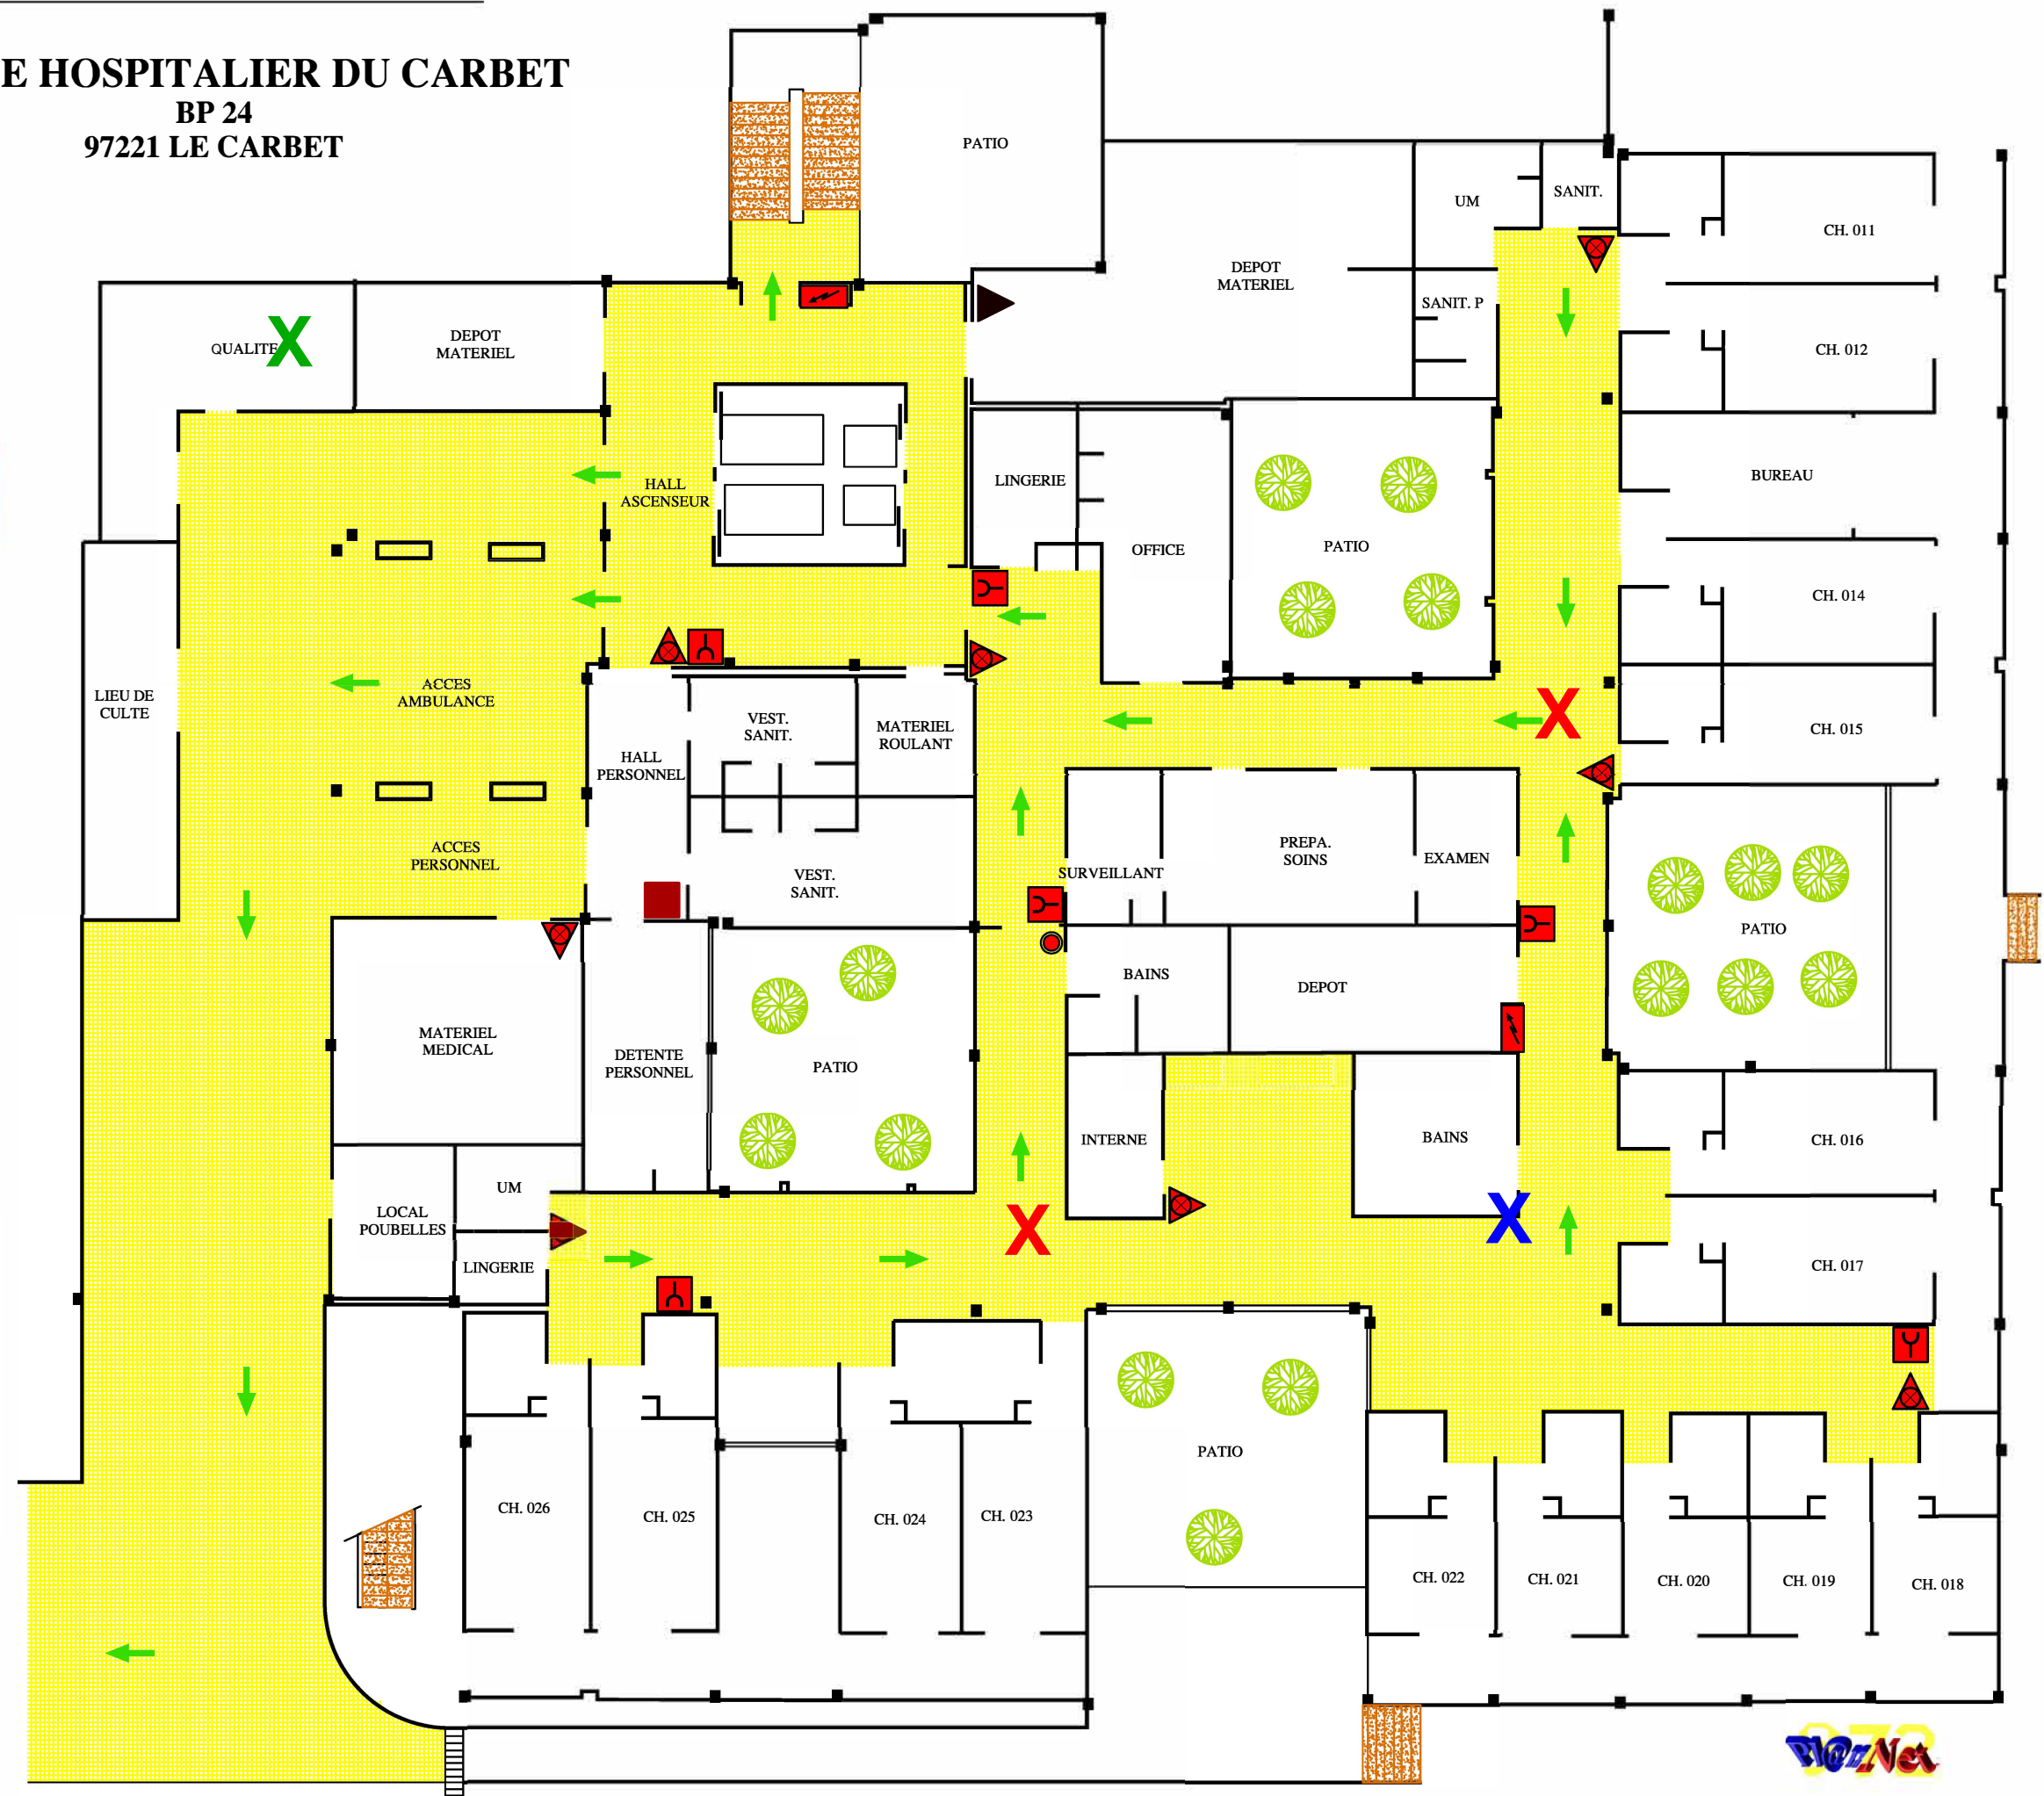 E HOSPITALIER DU CARBET
BP 24
97221 LE CARBET
PATIO
UM
SANIT.
CH. 011
DEPOT
MATERIEL
SANIT. P
QUALITE
X
DEPOT
MATERIEL
CH. 012
HALL
ASCENSEUR
LINGERIE
OFFICE
PATIO
BUREAU
CH. 014
LIEU DE
CULTE
ACCES
AMBULANCE
HALL
PERSONNEL
VEST.
SANIT.
MATERIEL
ROULANT
X
CH. 015
ACCES
PERSONNEL
VEST.
SANIT.
SURVEILLANT
PREPA.
SOINS
EXAMEN
PATIO
MATERIEL
MEDICAL
DETENTE
PERSONNEL
PATIO
BAINS
DEPOT
INTERNE
BAINS
CH. 016
LOCAL
POUBELLES
UM
LINGERIE
X
X
CH. 017
CH. 026
CH. 025
CH. 024
CH. 023
PATIO
CH. 022
CH. 021
CH. 020
CH. 019
CH. 018